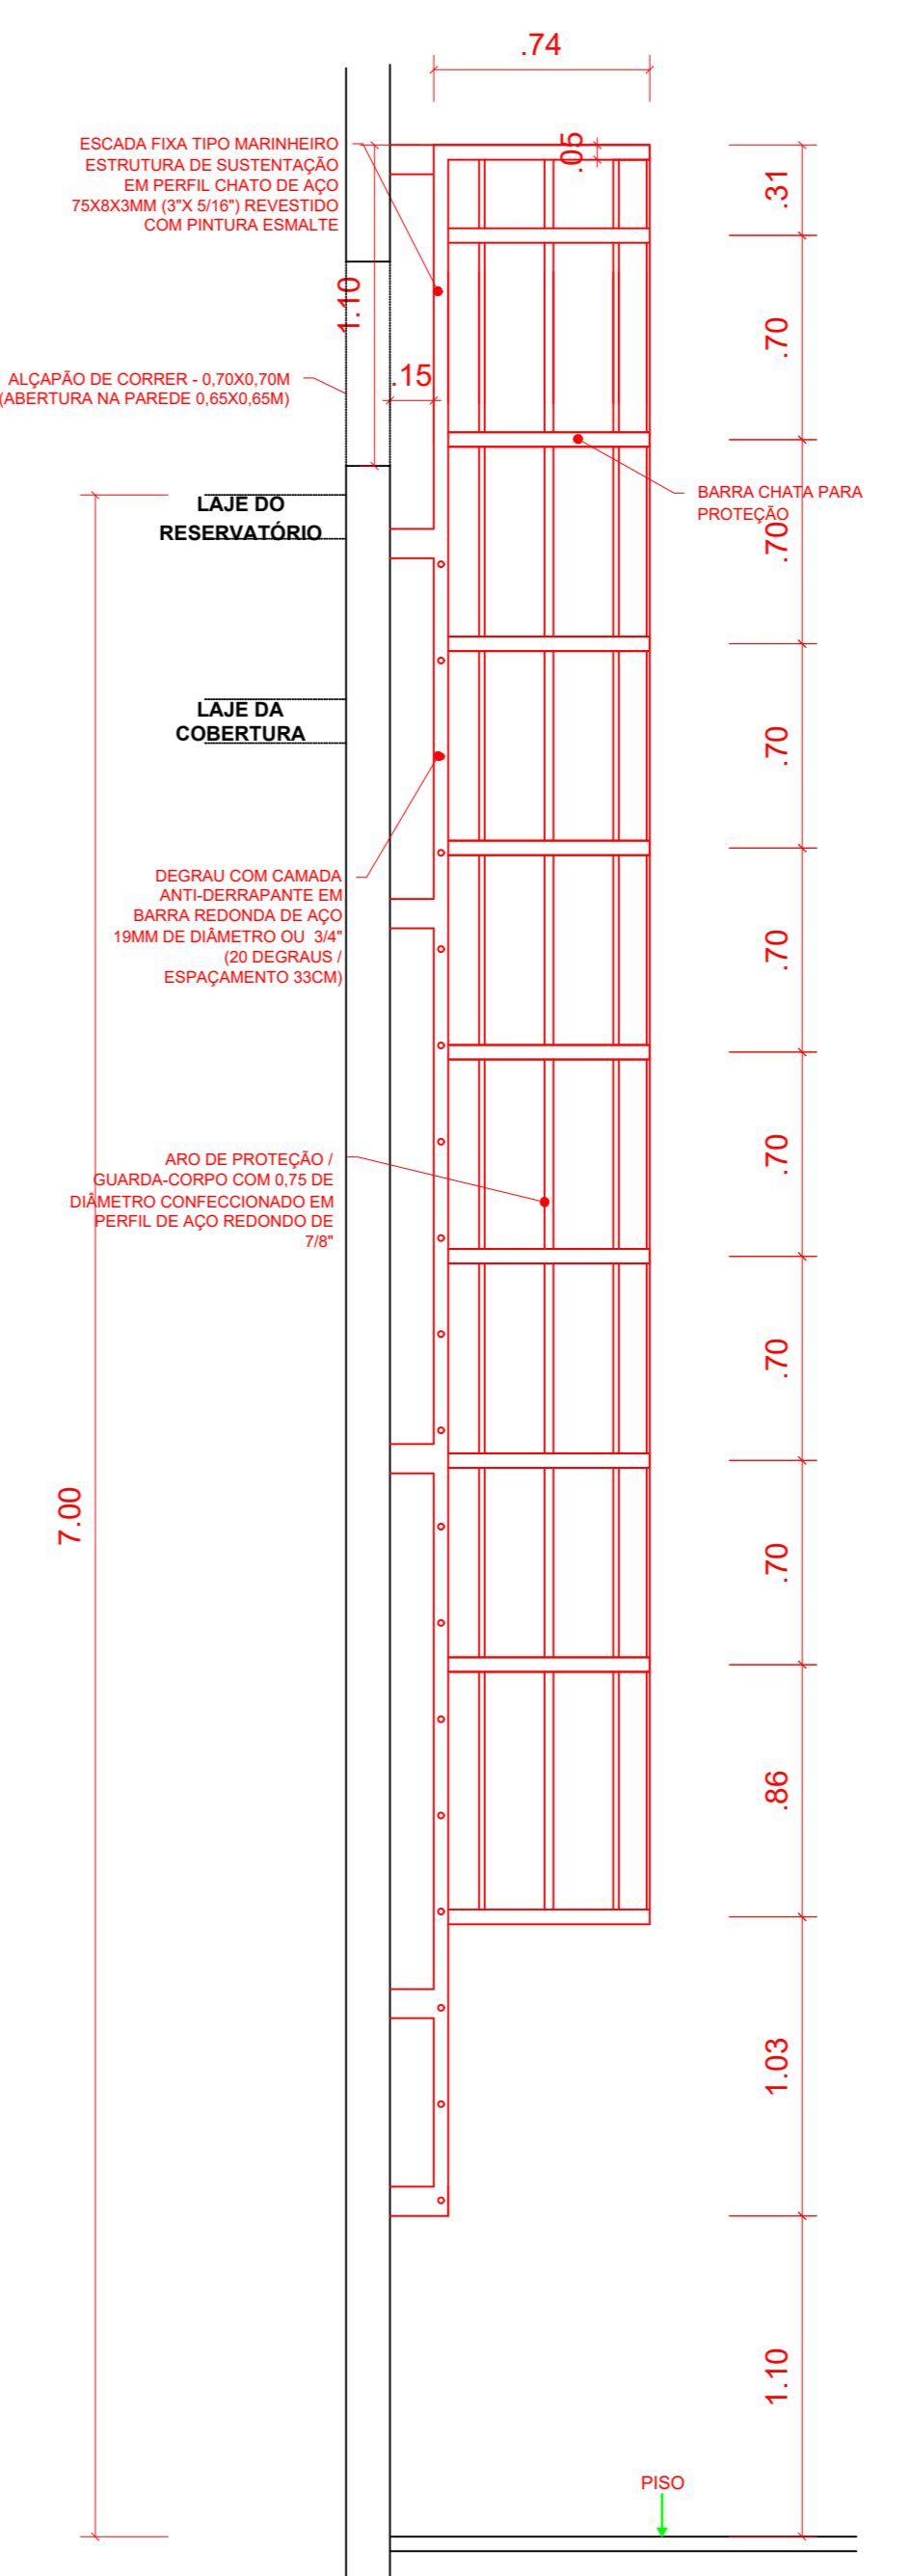 .74
ESCADA FIXA TIPO MARINHEIRO
ESTRUTURA DE SUSTENTAÇÃO
EM PERFIL CHATO DE AÇO
75X8X3MM (3"X 5/16") REVESTIDO
COM PINTURA ESMALTE
.05
.31
1.10
.70
ALÇAPÃO DE CORRER - 0,70X0,70M
(ABERTURA NA PAREDE 0,65X0,65M)
.15
BARRA CHATA PARA
PROTEÇÃO
LAJE DO
RESERVATÓRIO
.70
LAJE DA
COBERTURA
.70
DEGRAU COM CAMADA
ANTI-DERRAPANTE EM
BARRA REDONDA DE AÇO
19MM DE DIÂMETRO OU 3/4"
(20 DEGRAUS /
ESPAÇAMENTO 33CM)
.70
ARO DE PROTEÇÃO /
GUARDA-CORPO COM 0,75 DE
DIÂMETRO CONFECCIONADO EM
PERFIL DE AÇO REDONDO DE
7/8"
.70
.70
7.00
.70
.86
1.03
1.10
PISO